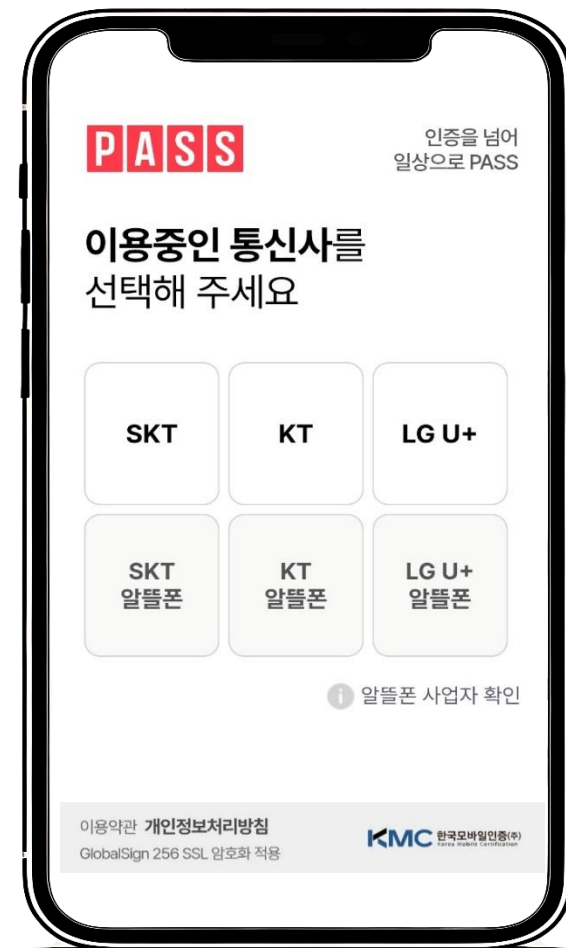 PASS
인증을 넘어
일상으로 PASS
이용중인 통신사를
선택해 주세요
SKT
KT
LG U+
SKT
알뜰폰
KT
알뜰폰
LG U+
알뜰폰
i 알뜰폰 사업자 확인
이용약관 개인정보처리방침
GlobalSign 256 SSL 암호화 적용
KMC 한국모바일인증(주)
Korea Mobile Certification